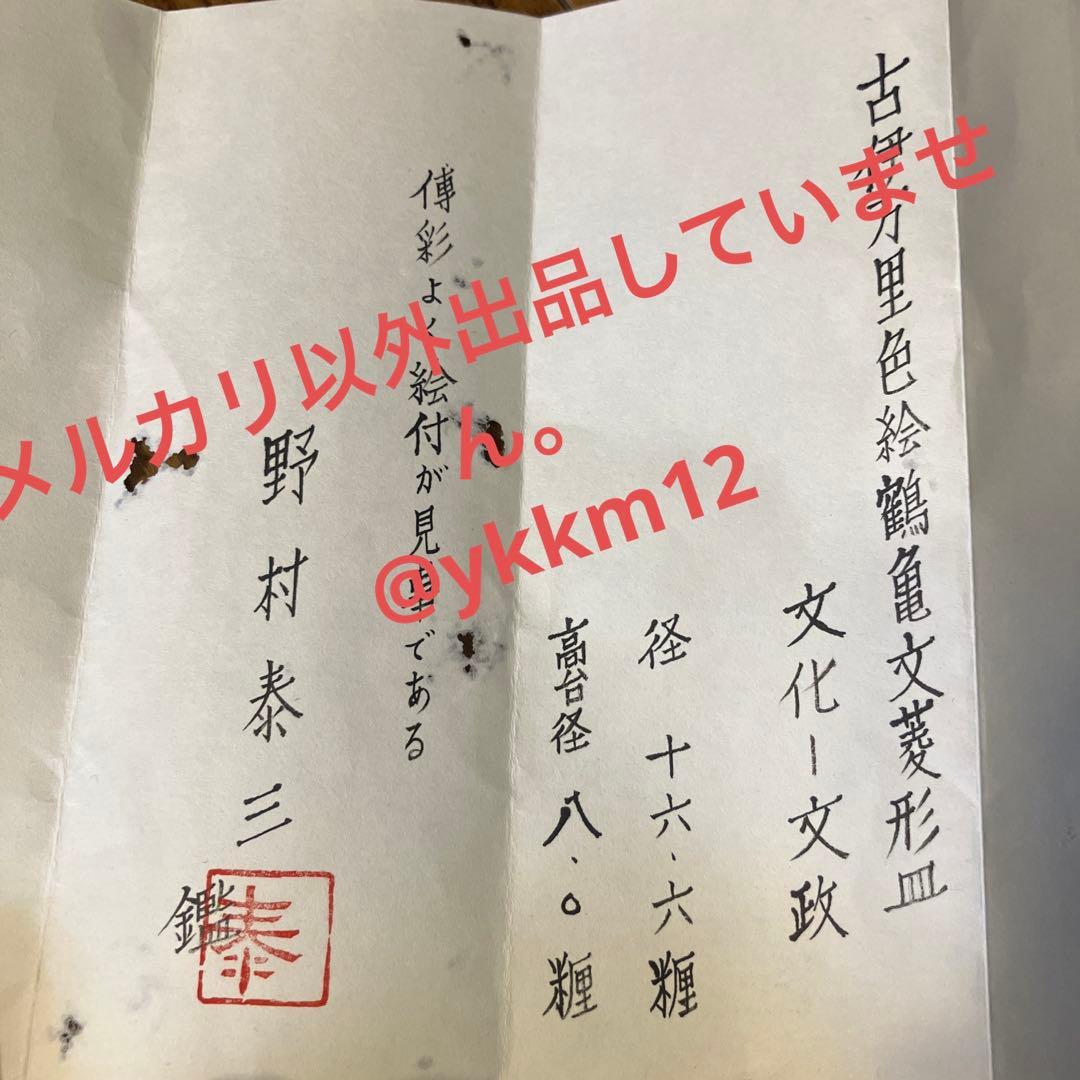 古伊万里色絵鶴亀文菱形皿
文化ー文政
径 十六.六糎
高台径 八.〇糎
傅彩よく絵付が見事である
野村泰三
鑑
泰
メルカリ以外出品していませ
ん。
@ykkm12